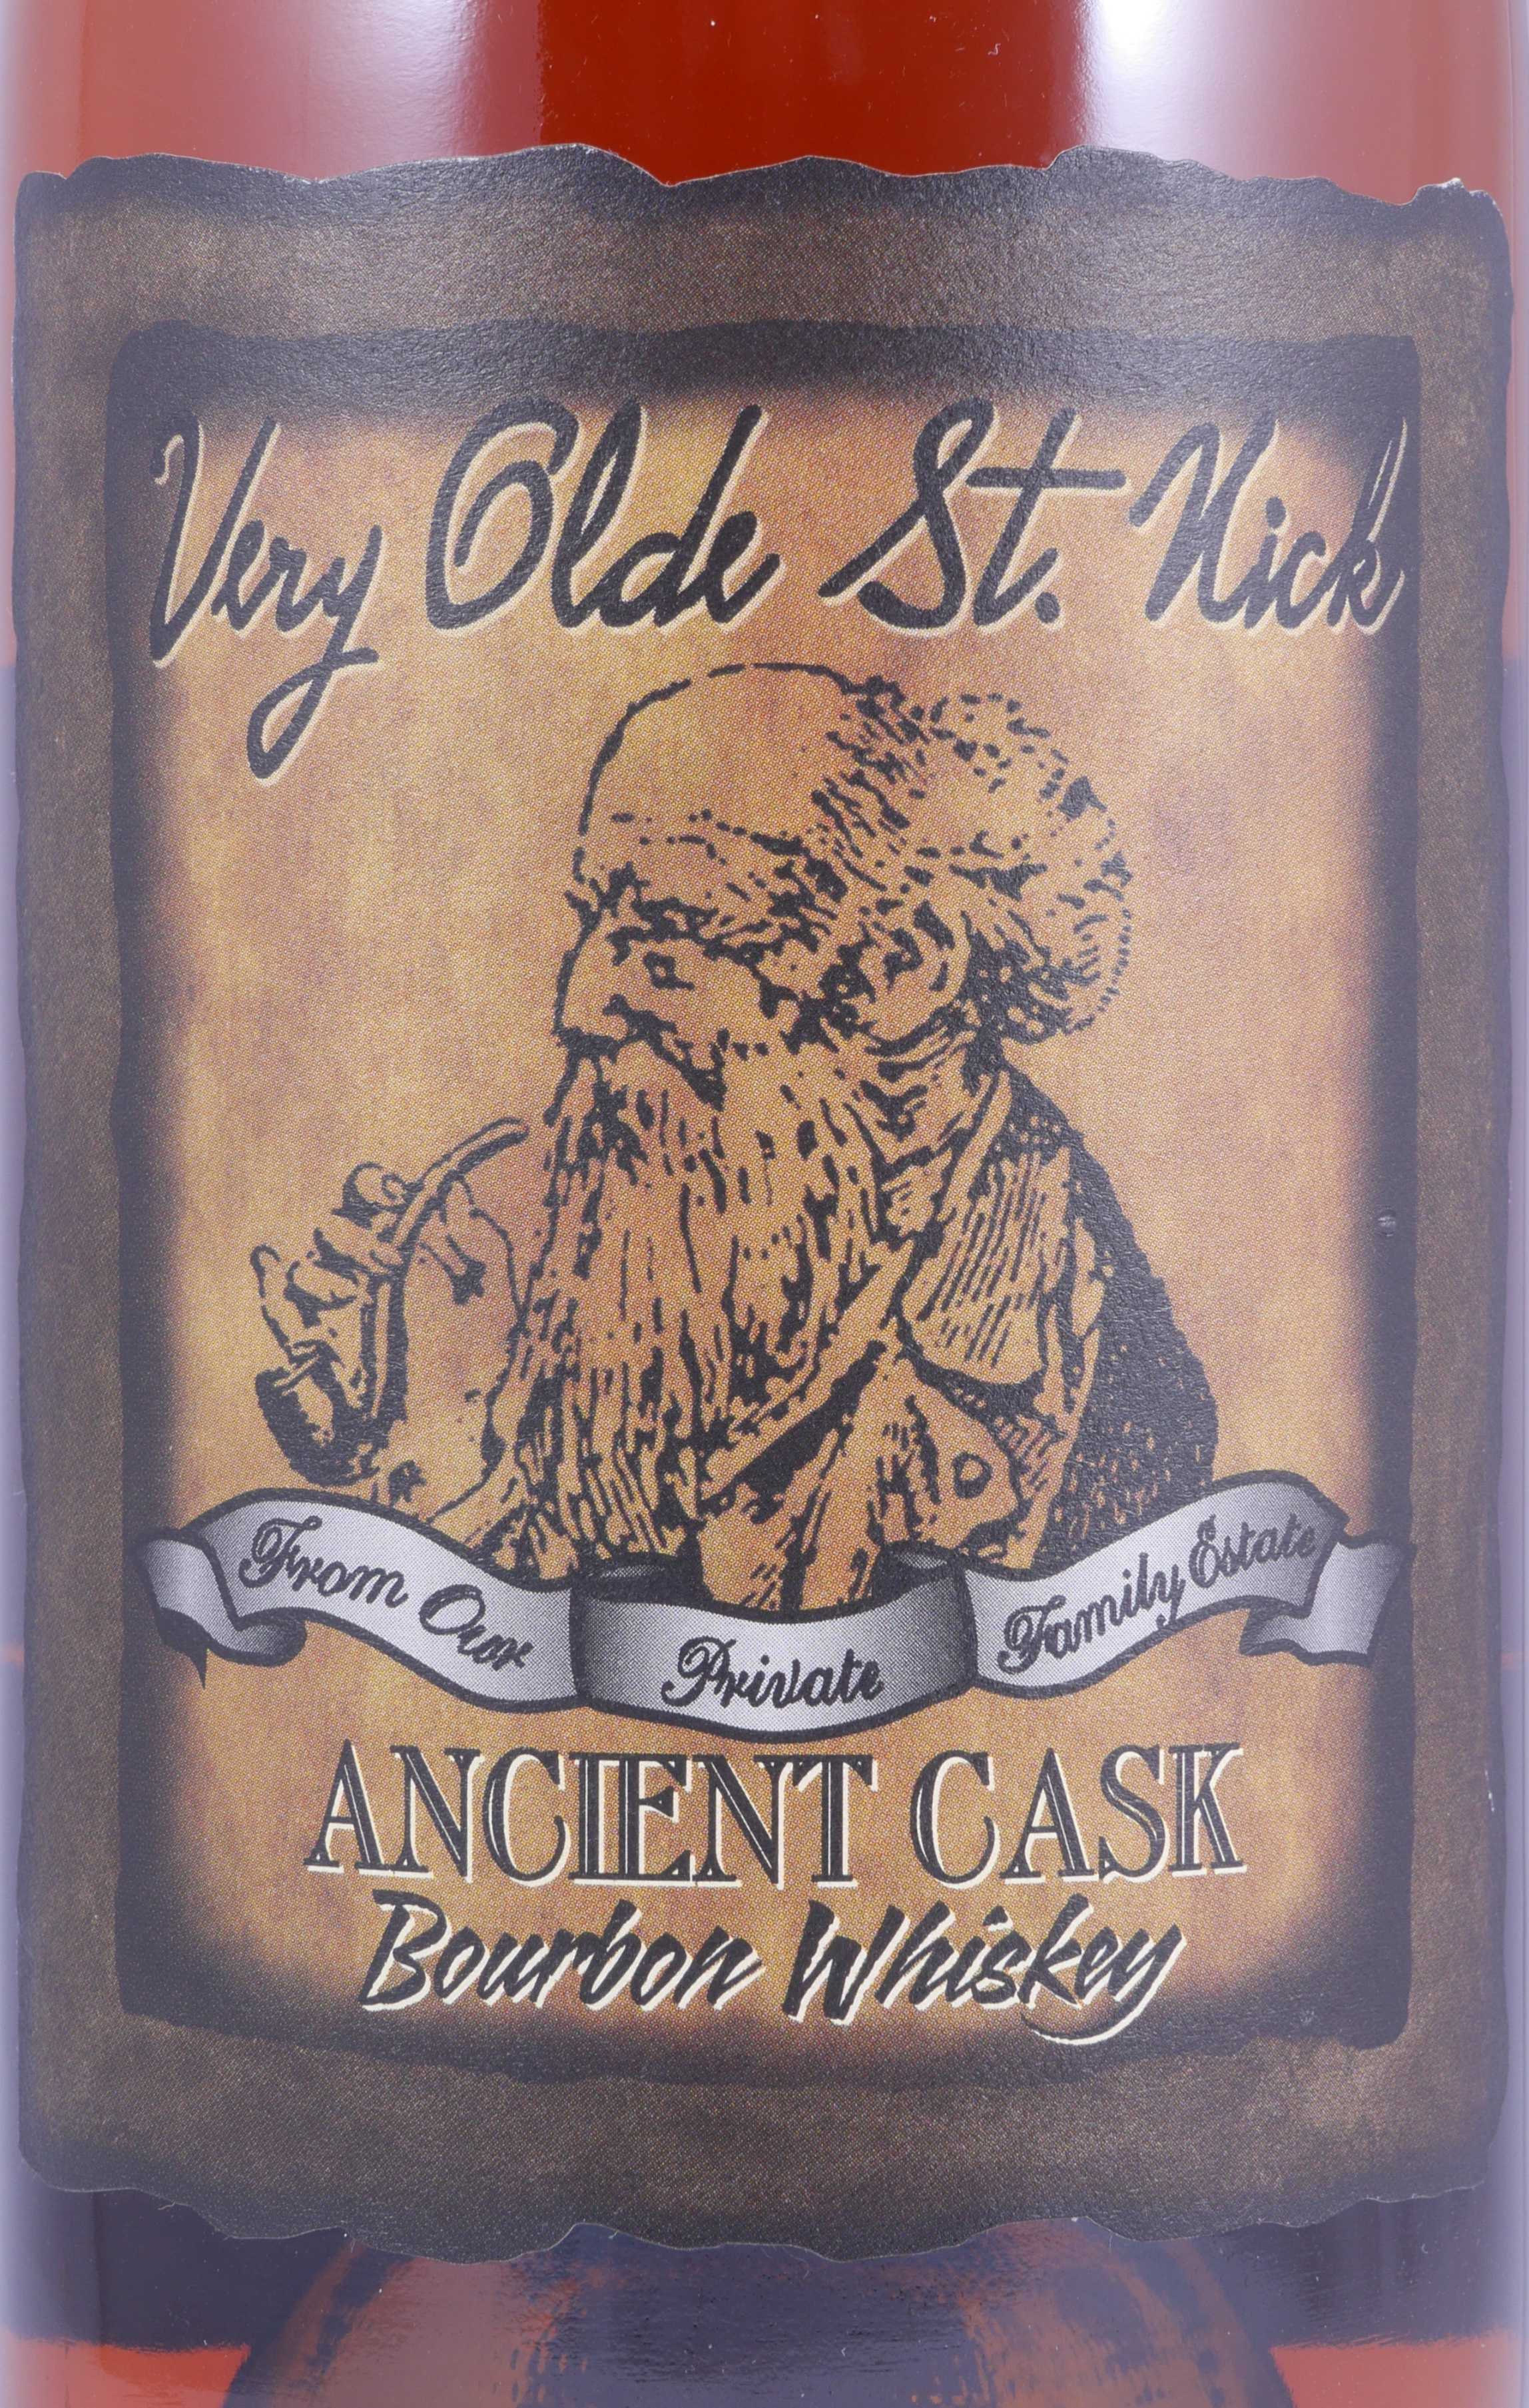 Very Olde St. Nick
From Our Private Family Estate
ANCIENT CASK
Bourbon Whiskey